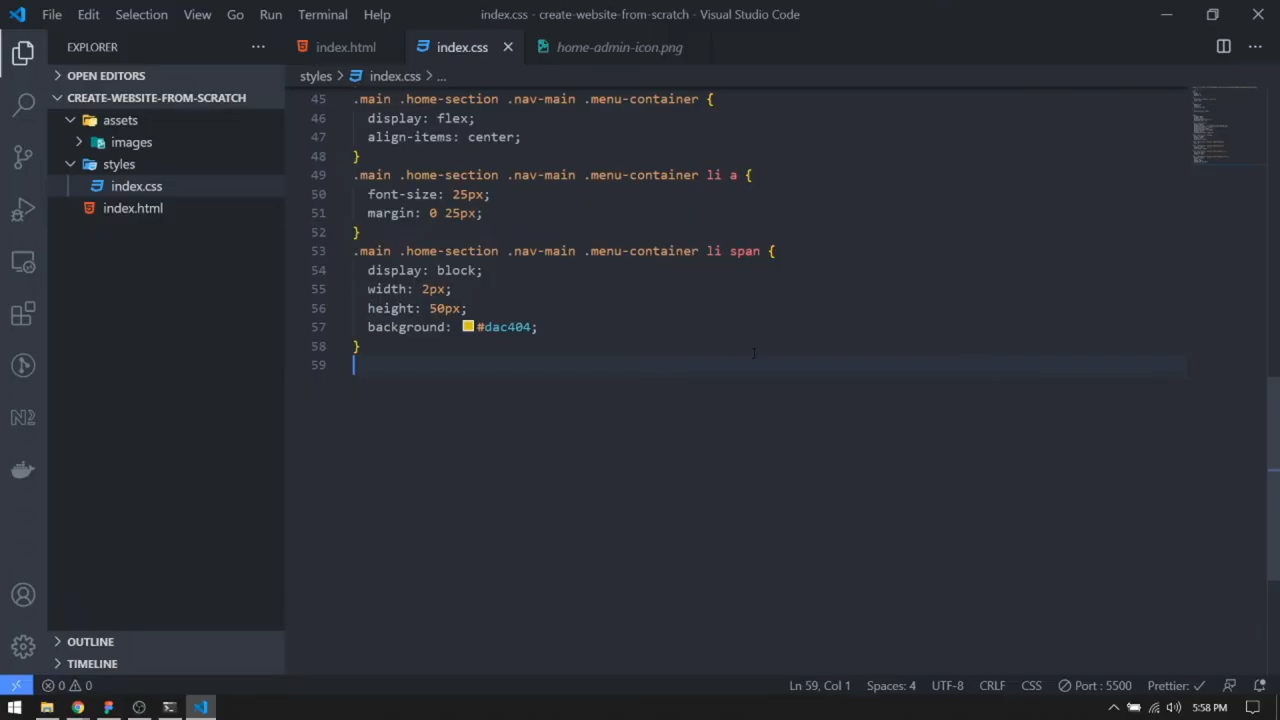 File Edit Selection View Go Run Terminal Help index.css - create-website-from-scratch - Visual Studio Code
EXPLORER
index.html index.css home-admin-icon.png
OPEN EDITORS
styles index.css ...
CREATE-WEBSITE-FROM-SCRATCH
assets
images
styles
index.css
index.html
45 .main .home-section .nav-main .menu-container {
46 display: flex;
47 align-items: center;
48 }
49 .main .home-section .nav-main .menu-container li a {
50 font-size: 25px;
51 margin: 0 25px;
52 }
53 .main .home-section .nav-main .menu-container li span {
54 display: block;
55 width: 2px;
56 height: 50px;
57 background: #dac404;
58 }
59
OUTLINE
TIMELINE
0 0 Ln 59, Col 1 Spaces: 4 UTF-8 CRLF CSS Port : 5500 Prettier: ✓
5:58 PM